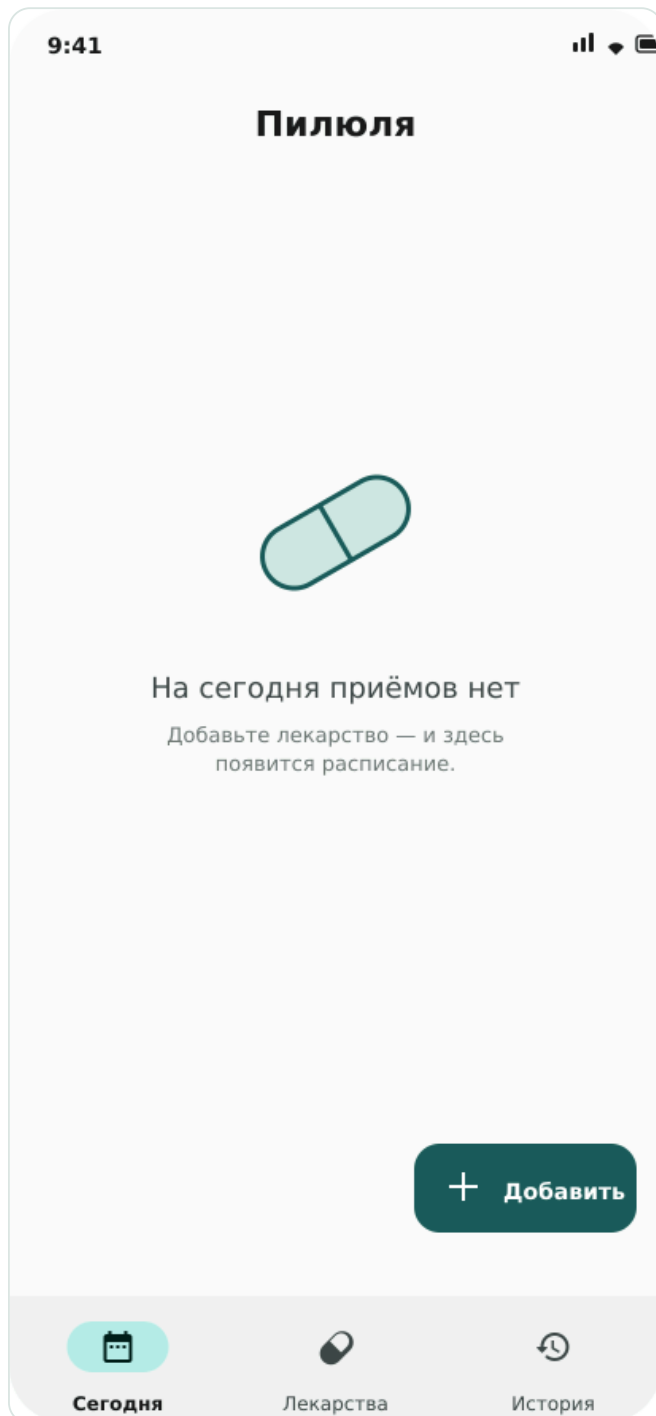 9:41
Пилюля
На сегодня приёмов нет
Добавьте лекарство — и здесь
появится расписание.
Добавить
Сегодня
Лекарства
История